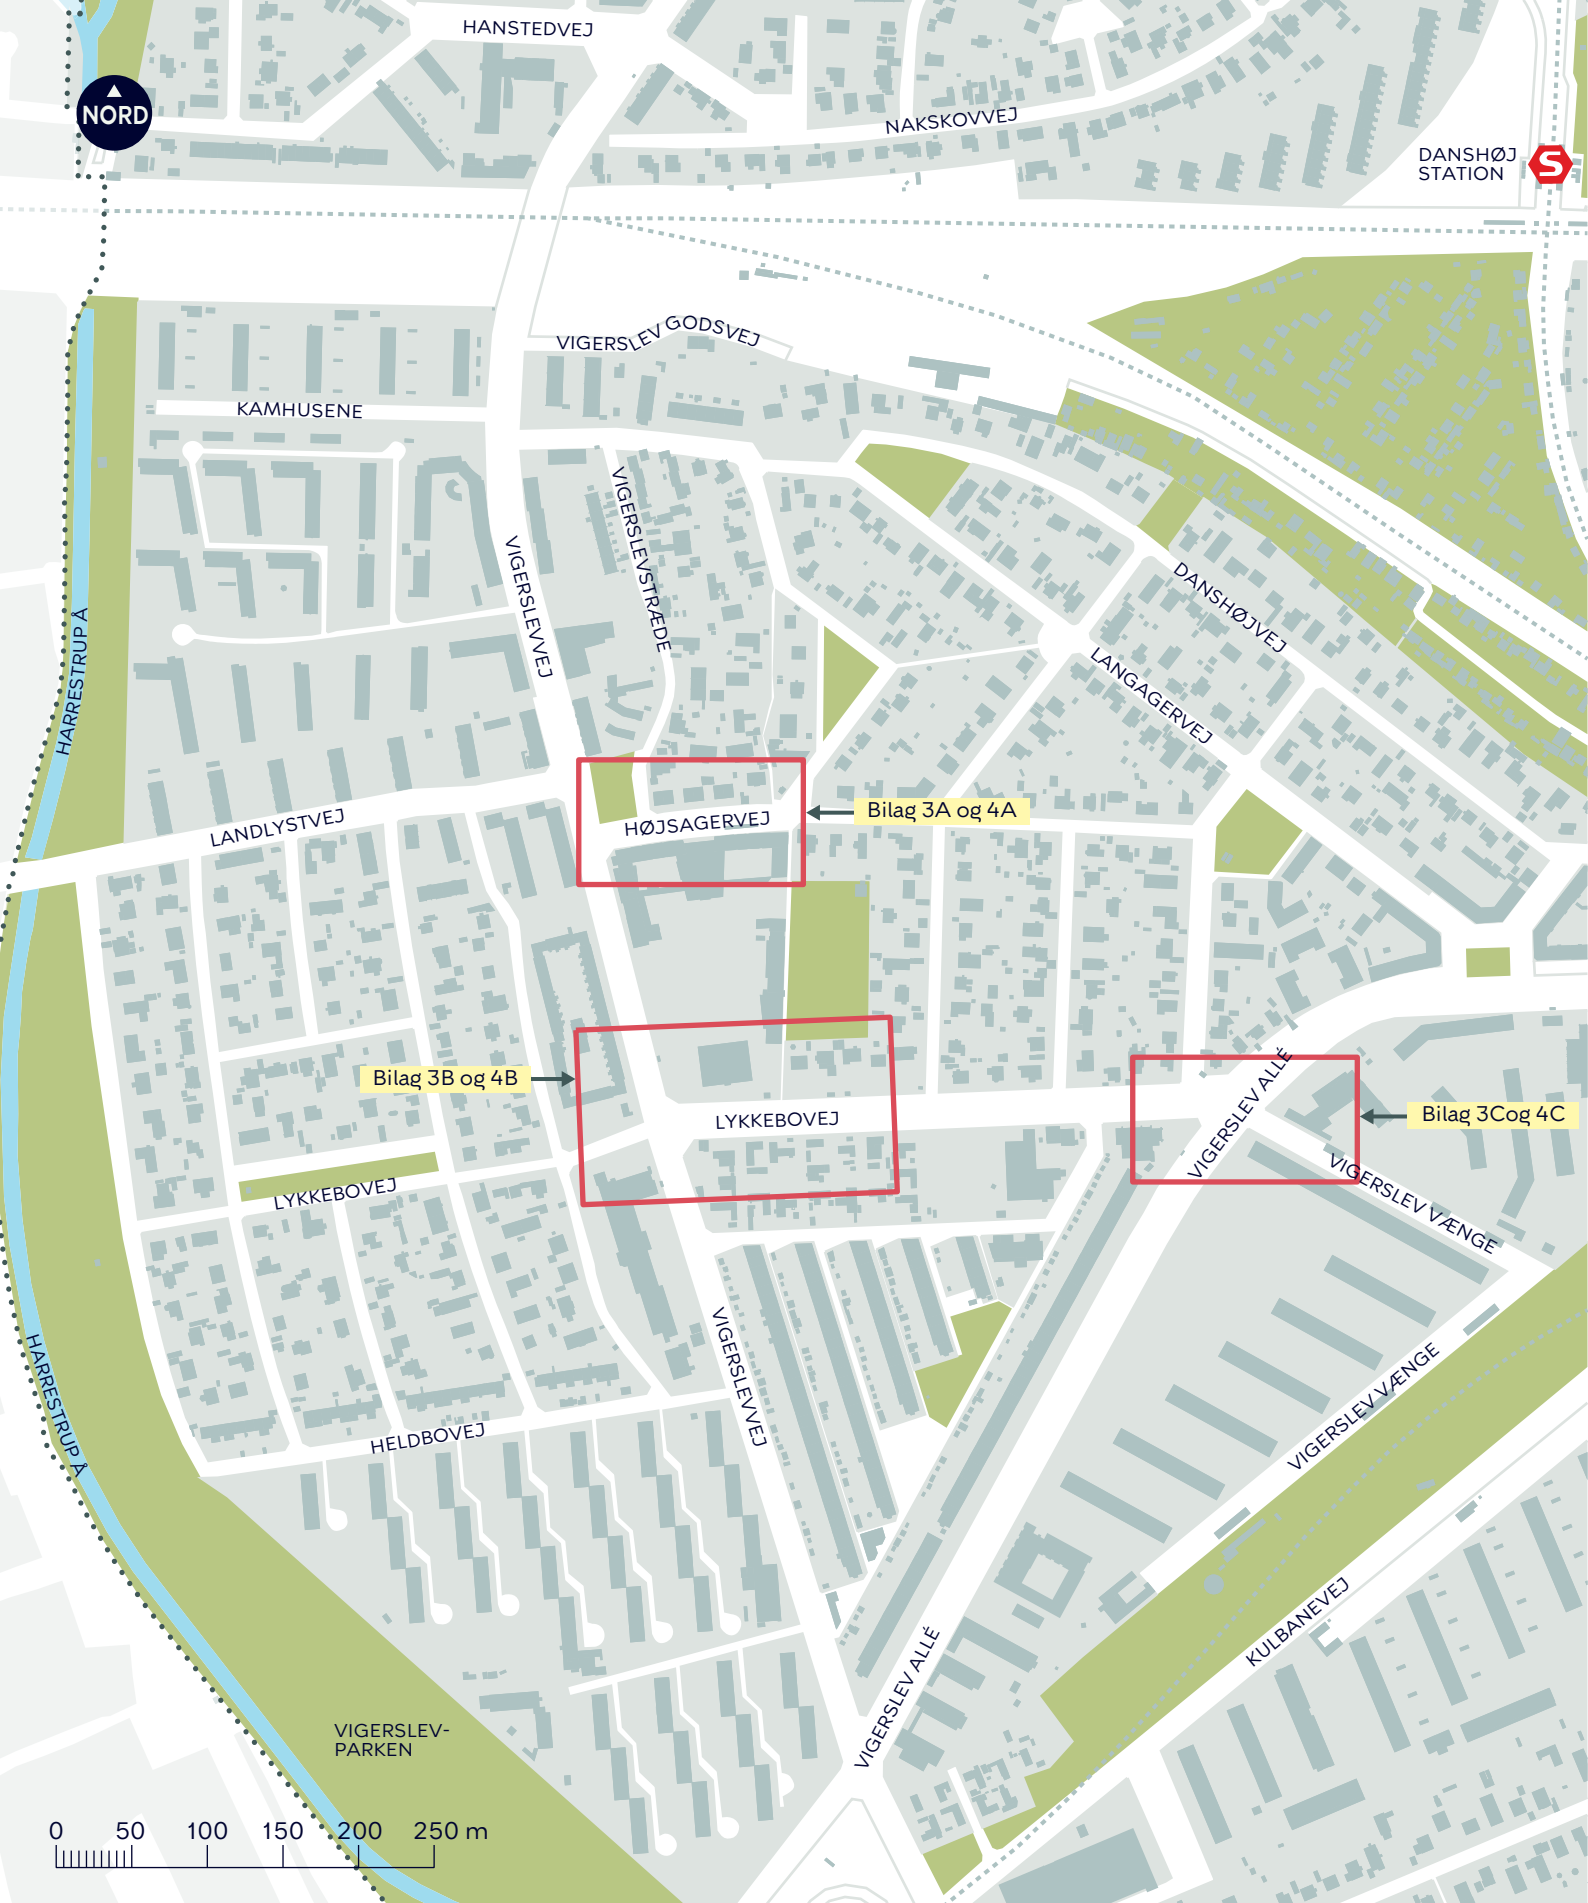 HANSTEDVEJ
NORD
NAKSKOVVEJ
DANSHØJ
STATION
S
VIGERSLEV GODSVEJ
KAMHUSENE
VIGERSLEVSTRÆDE
VIGERSLEVVEJ
DANSHØJVEJ
HARRESTRUP Å
LANGAGERVEJ
LANDLYSTVEJ
HØJSAGERVEJ
Bilag 3A og 4A
Bilag 3B og 4B
LYKKEBOVEJ
VIGERSLEV ALLÉ
Bilag 3Cog 4C
LYKKEBOVEJ
VIGERSLEV VÆNGE
VIGERSLEVVEJ
HARRESTRUP Å
VIGERSLEV VÆNGE
HELDBOVEJ
KULBANEVEJ
VIGERSLEV ALLÉ
VIGERSLEV-
PARKEN
0 50 100 150 200 250 m